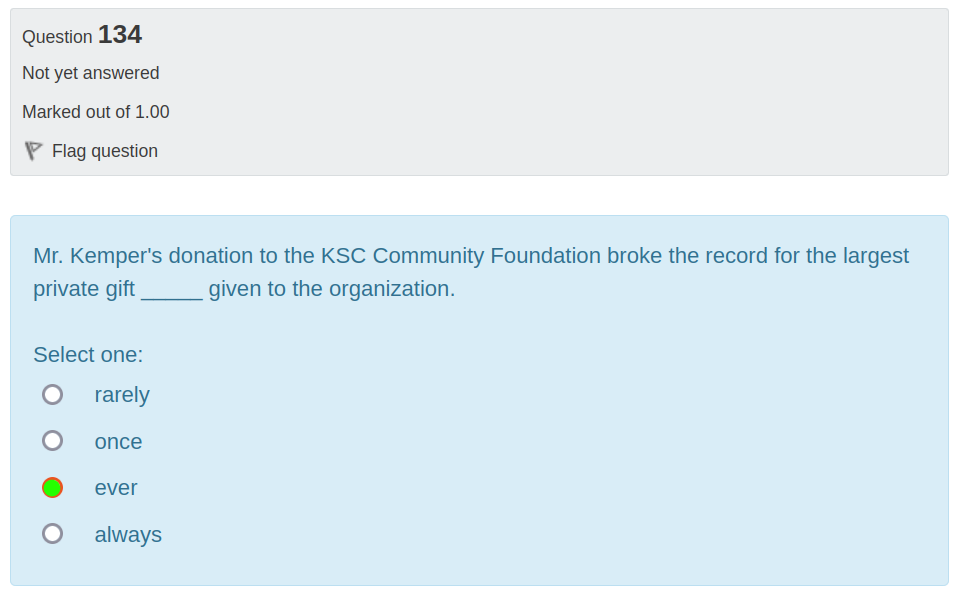 Question 134
Not yet answered
Marked out of 1.00
Flag question
Mr. Kemper's donation to the KSC Community Foundation broke the record for the largest
private gift _____ given to the organization.
Select one:
rarely
once
ever
always